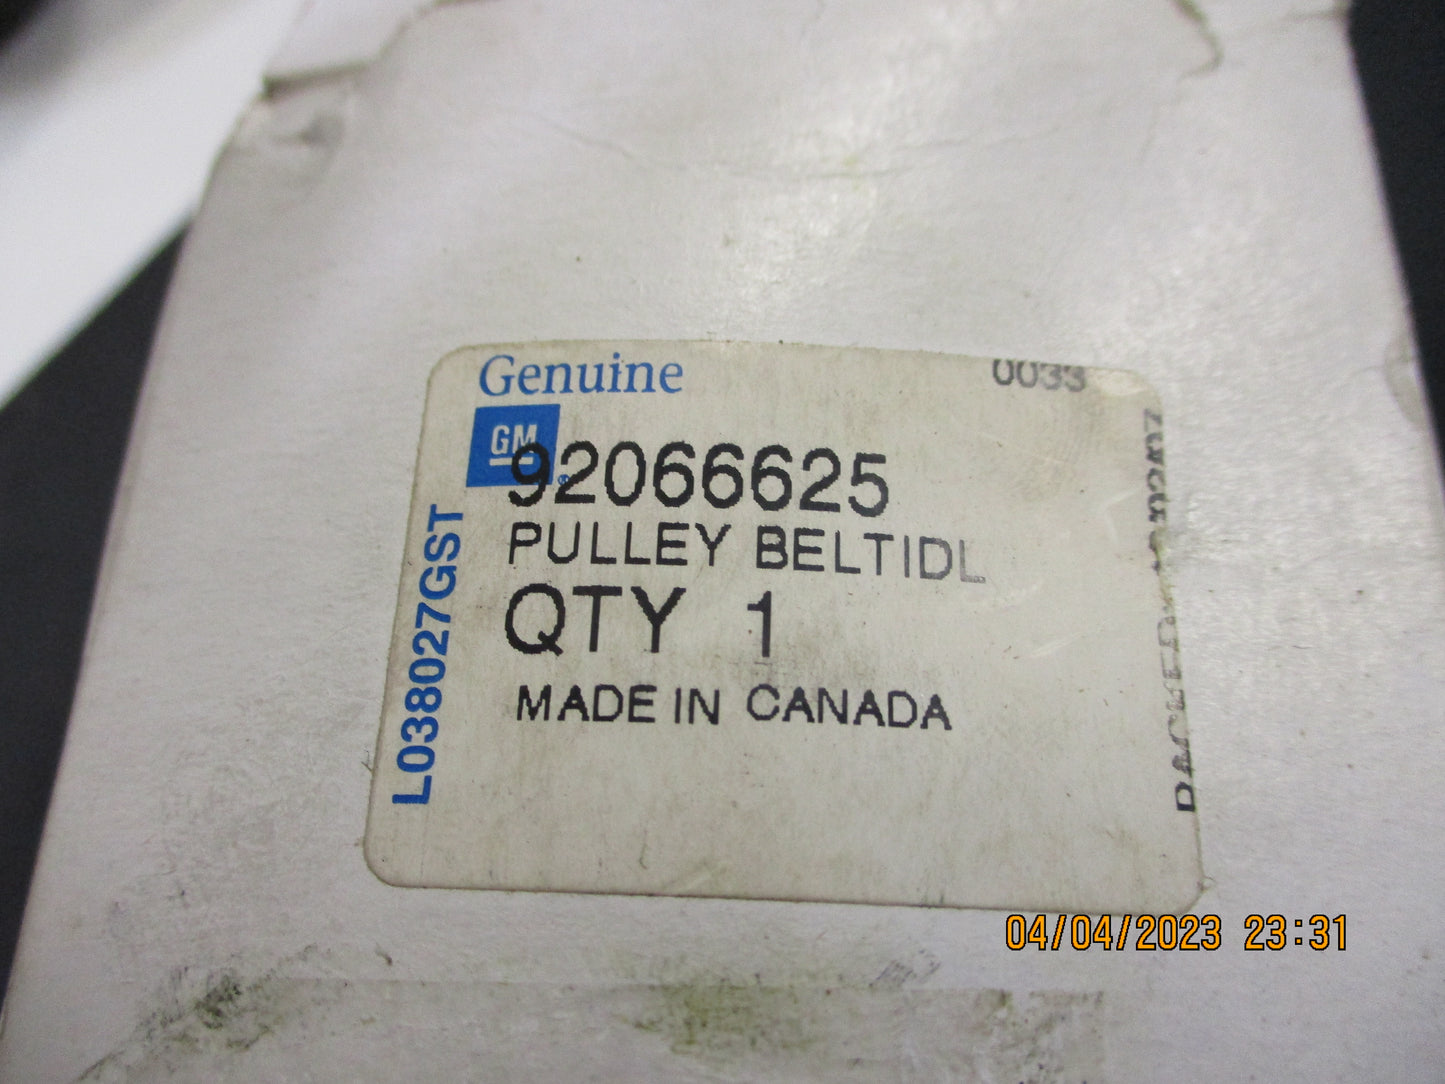 Genuine
0033
GM
92066625
PULLEY BELTIDL
QTY 1
MADE IN CANADA
L038027GST
04/04/2023 23:31